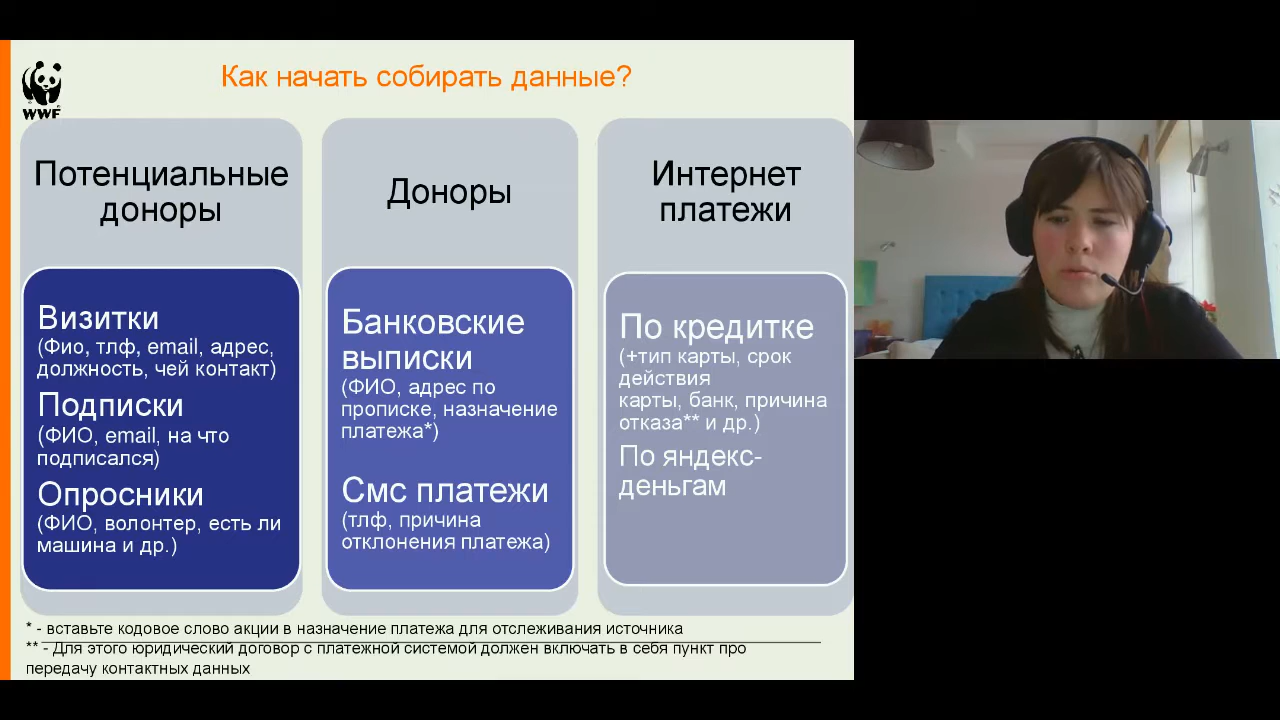 Как начать собирать данные?
WWF
Потенциальные
доноры
Визитки
(Фио, тлф, email, адрес,
должность, чей контакт)
Подписки
(ФИО, email, на что
подписался)
Опросники
(ФИО, волонтер, есть ли
машина и др.)
Доноры
Банковские
выписки
(ФИО, адрес по
прописке, назначение
платежа*)
Смс платежи
(тлф, причина
отклонения платежа)
Интернет
платежи
По кредитке
(+тип карты, срок
действия
карты, банк, причина
отказа** и др.)
По яндекс-
деньгам
* - вставьте кодовое слово акции в назначение платежа для отслеживания источника
** - Для этого юридический договор с платежной системой должен включать в себя пункт про
передачу контактных данных